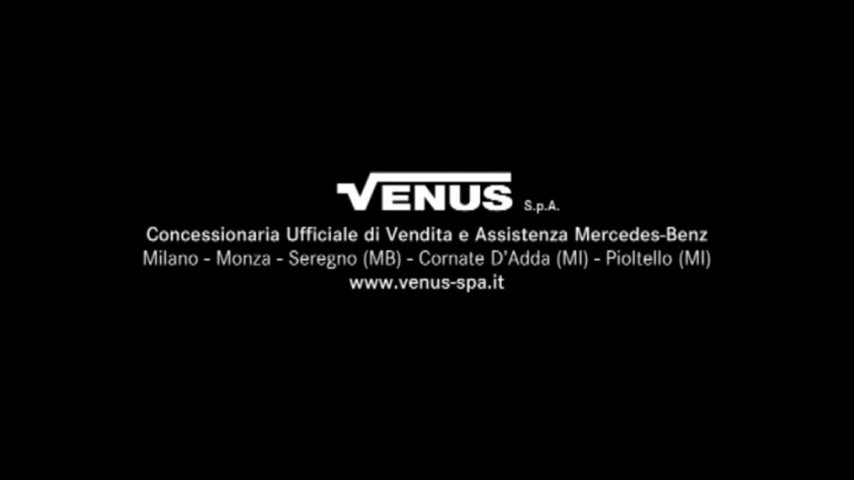 VENUS S.p.A.
Concessionaria Ufficiale di Vendita e Assistenza Mercedes-Benz
Milano - Monza - Seregno (MB) - Cornate D'Adda (MI) - Pioltello (MI)
www.venus-spa.it